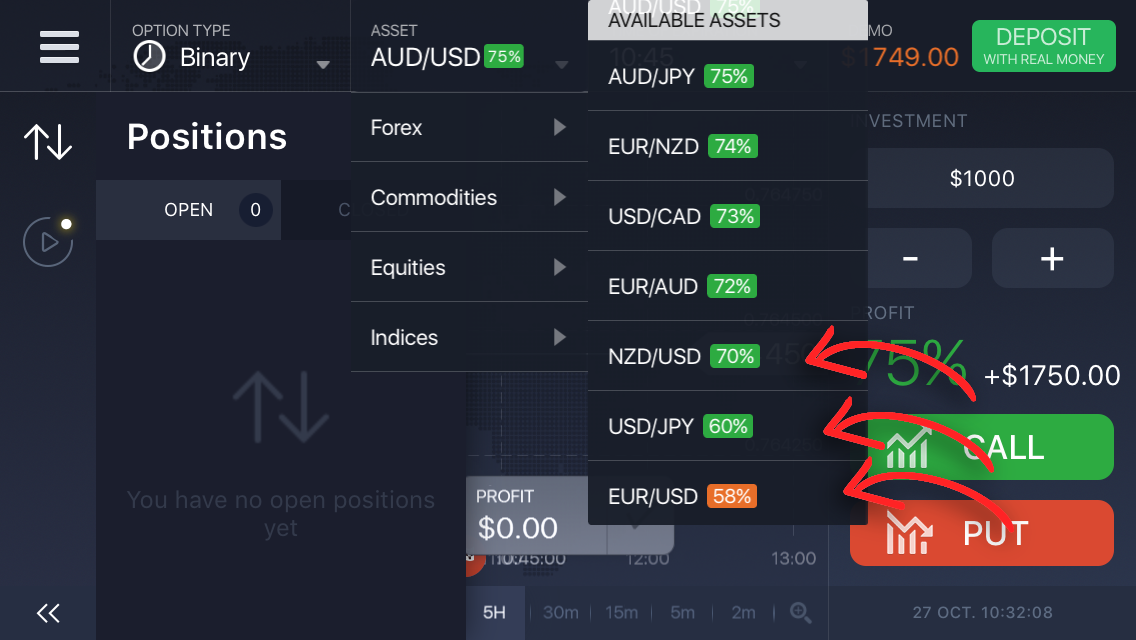 OPTION TYPE
Binary
ASSET
AUD/USD 75%
AUD/USD 75%
AVAILABLE ASSETS
10:45
MO
$1749.00
DEPOSIT
WITH REAL MONEY
Positions
OPEN 0
Forex
Commodities
Equities
Indices
AUD/JPY 75%
EUR/NZD 74%
USD/CAD 73%
EUR/AUD 72%
NZD/USD 70%
USD/JPY 60%
EUR/USD 58%
VESTMENT
$1000
- +
PROFIT
75% +$1750.00
CALL
PUT
You have no open positions
yet
PROFIT
$0.00
10:45:00 12:00 13:00
5H 30m 15m 5m 2m
27 OCT. 10:32:08